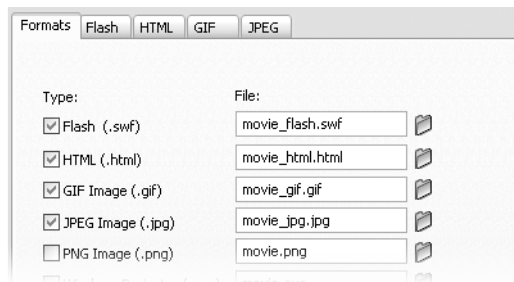 Formats Flash HTML GIF JPEG
Type: File:
Flash (.swf) movie_flash.swf
HTML (.html) movie_html.html
GIF Image (.gif) movie_gif.gif
JPEG Image (.jpg) movie_jpg.jpg
PNG Image (.png) movie.png